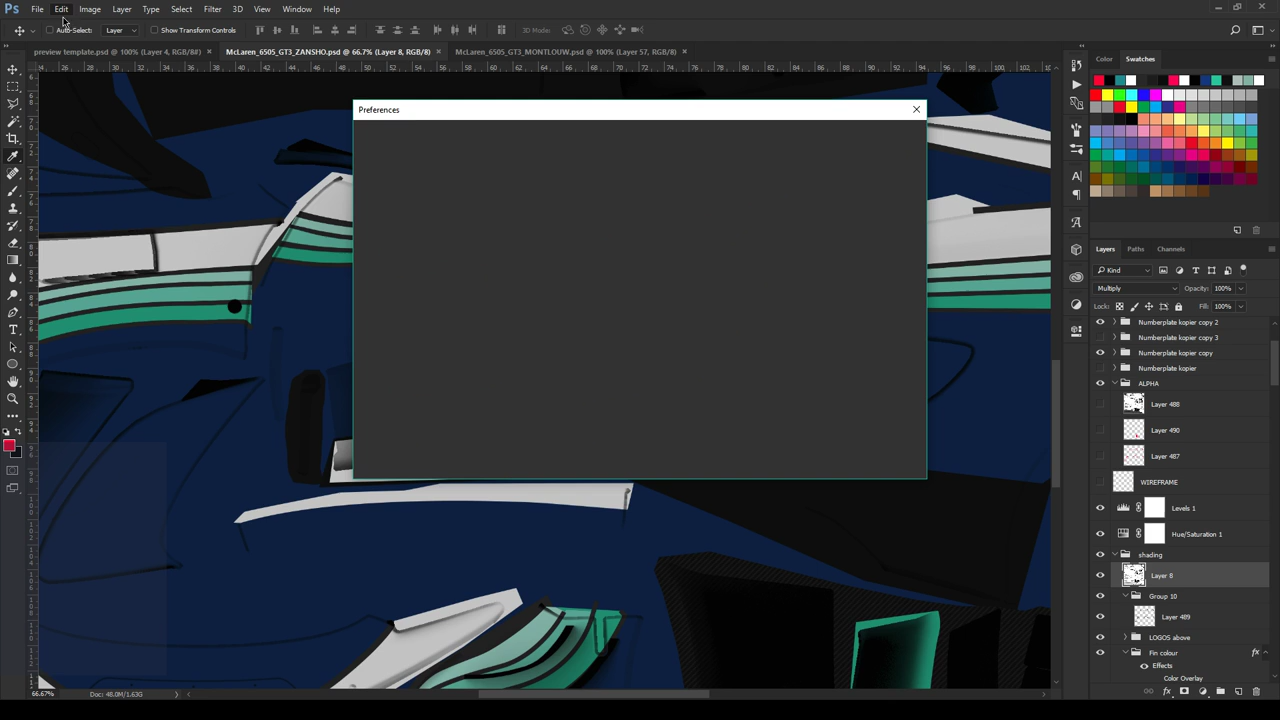 Ps File Edit Image Layer Type Select Filter 3D View Window Help
Auto-Select: Layer Show Transform Controls 3D Mode:
preview template.psd @ 100% (Layer 4, RGB/8#) × McLaren_6505_GT3_ZANSHO.psd @ 66.7% (Layer 8, RGB/8) × McLaren_6505_GT3_MONTLOUW.psd @ 100% (Layer 57, RGB/8) ×
Color Swatches
Preferences
Layers Paths Channels
Kind
Multiply Opacity: 100%
Lock: Fill: 100%
Numberplate kopier copy 2
Numberplate kopier copy 3
Numberplate kopier copy
Numberplate kopier
ALPHA
Layer 488
Layer 490
Layer 487
WIREFRAME
Levels 1
Hue/Saturation 1
shading
Layer 8
Group 10
Layer 489
LOGOS above
Fin colour fx
Effects
Color Overlay
66.67% Doc: 48.0M/1.63G